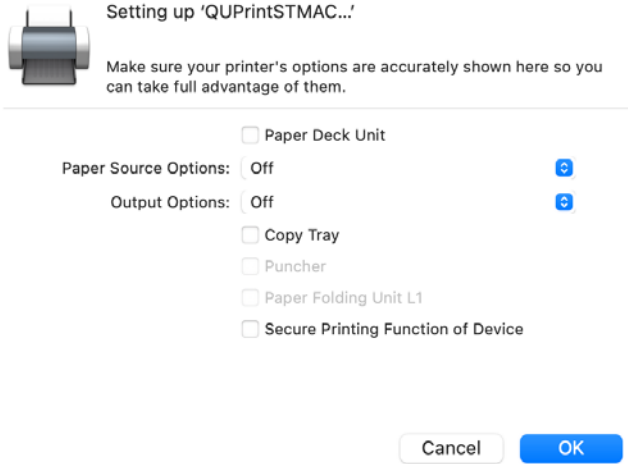 Setting up ‘QUPrintSTMAC...’
Make sure your printer's options are accurately shown here so you
can take full advantage of them.
Paper Deck Unit
Paper Source Options: Off
Output Options: Off
Copy Tray
Puncher
Paper Folding Unit L1
Secure Printing Function of Device
Cancel OK